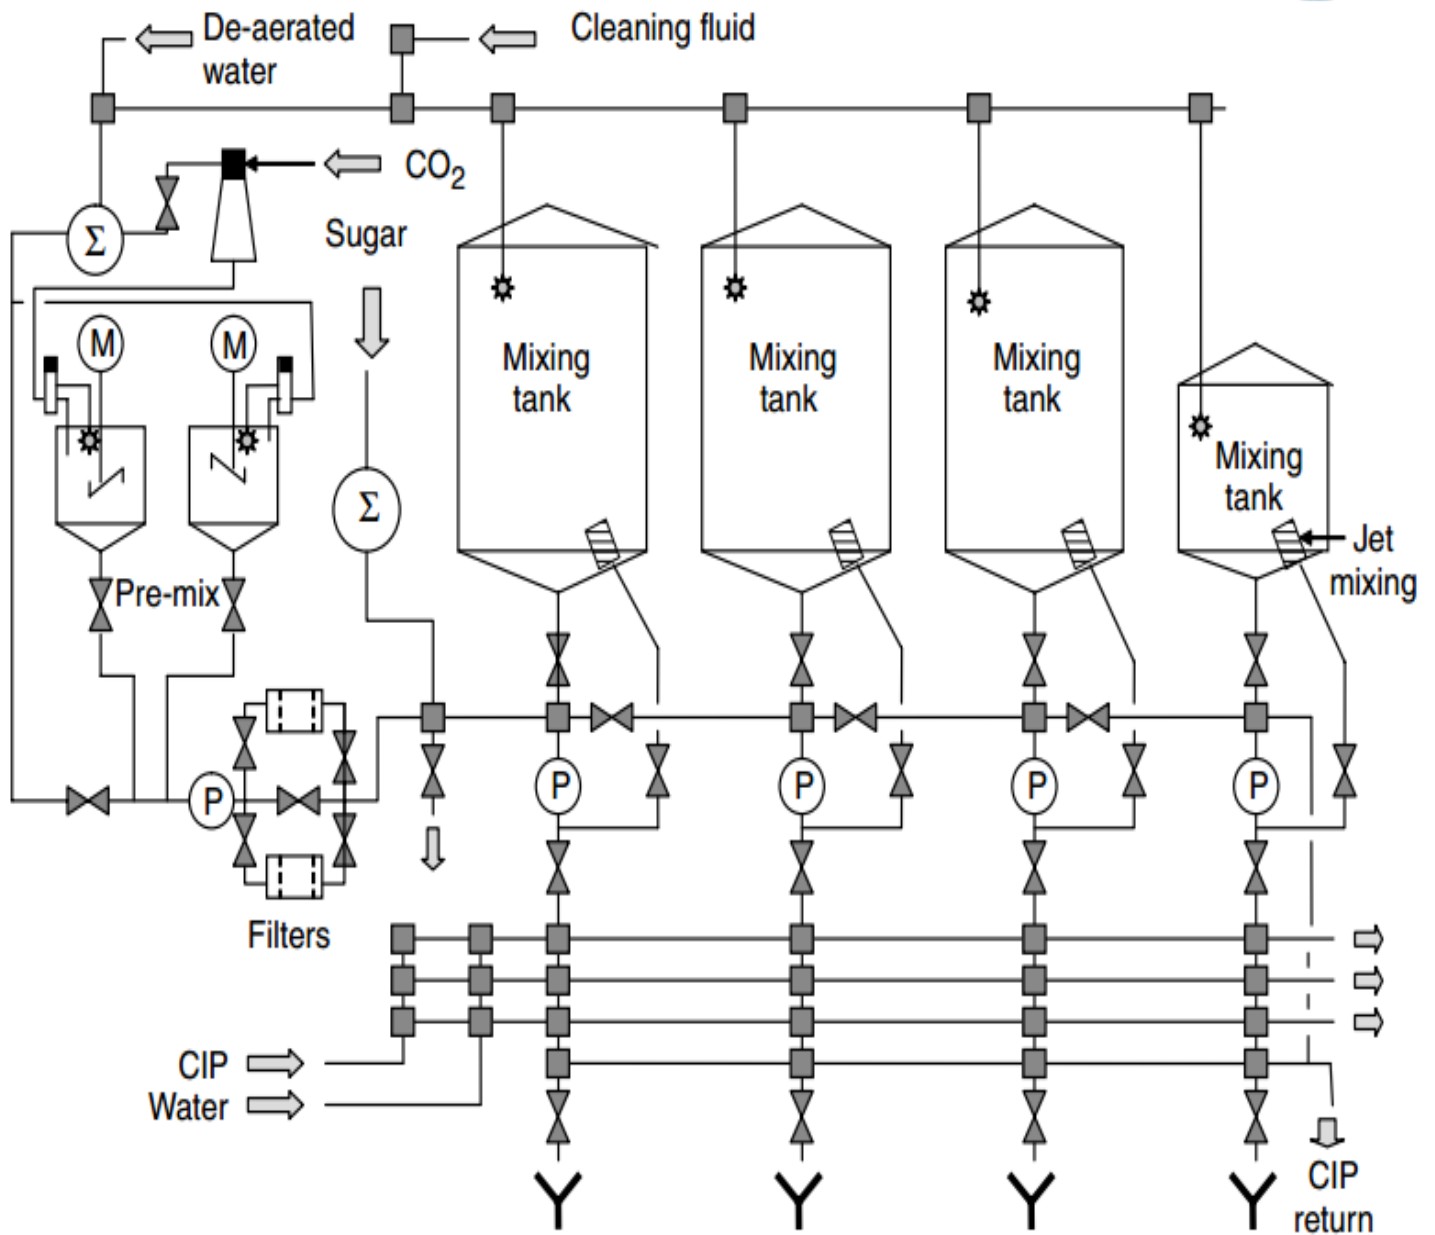 De-aerated
water
Cleaning fluid
CO2
Sugar
Σ
M
M
Mixing
tank
Mixing
tank
Mixing
tank
Mixing
tank
Σ
Jet
mixing
Pre-mix
P
P
P
P
P
Filters
CIP
Water
CIP
return